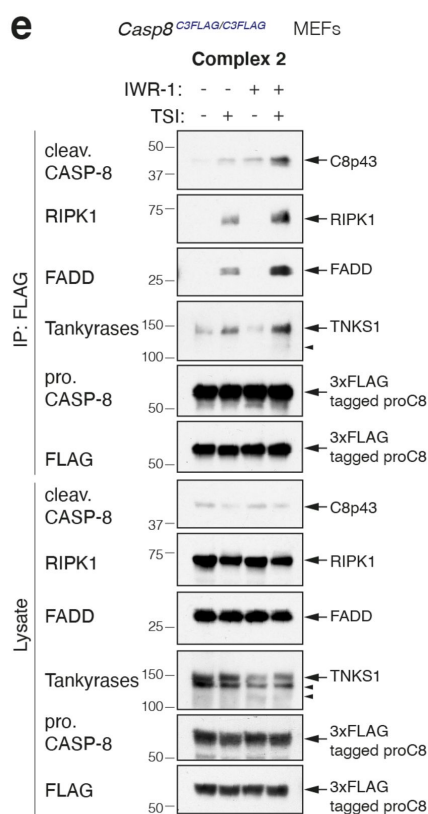 e
Casp8 C3FLAG/C3FLAG MEFs
Complex 2
IWR-1: - - + +
TSI: - + - +
IP: FLAG
cleav.
CASP-8
50
37
C8p43
RIPK1
75
RIPK1
FADD
25
FADD
Tankyrases
150
100
TNKS1
pro.
CASP-8
50
3xFLAG
tagged proC8
FLAG
50
3xFLAG
tagged proC8
Lysate
cleav.
CASP-8
37
C8p43
RIPK1
75
RIPK1
FADD
25
FADD
Tankyrases
150
100
TNKS1
pro.
CASP-8
50
3xFLAG
tagged proC8
FLAG
50
3xFLAG
tagged proC8